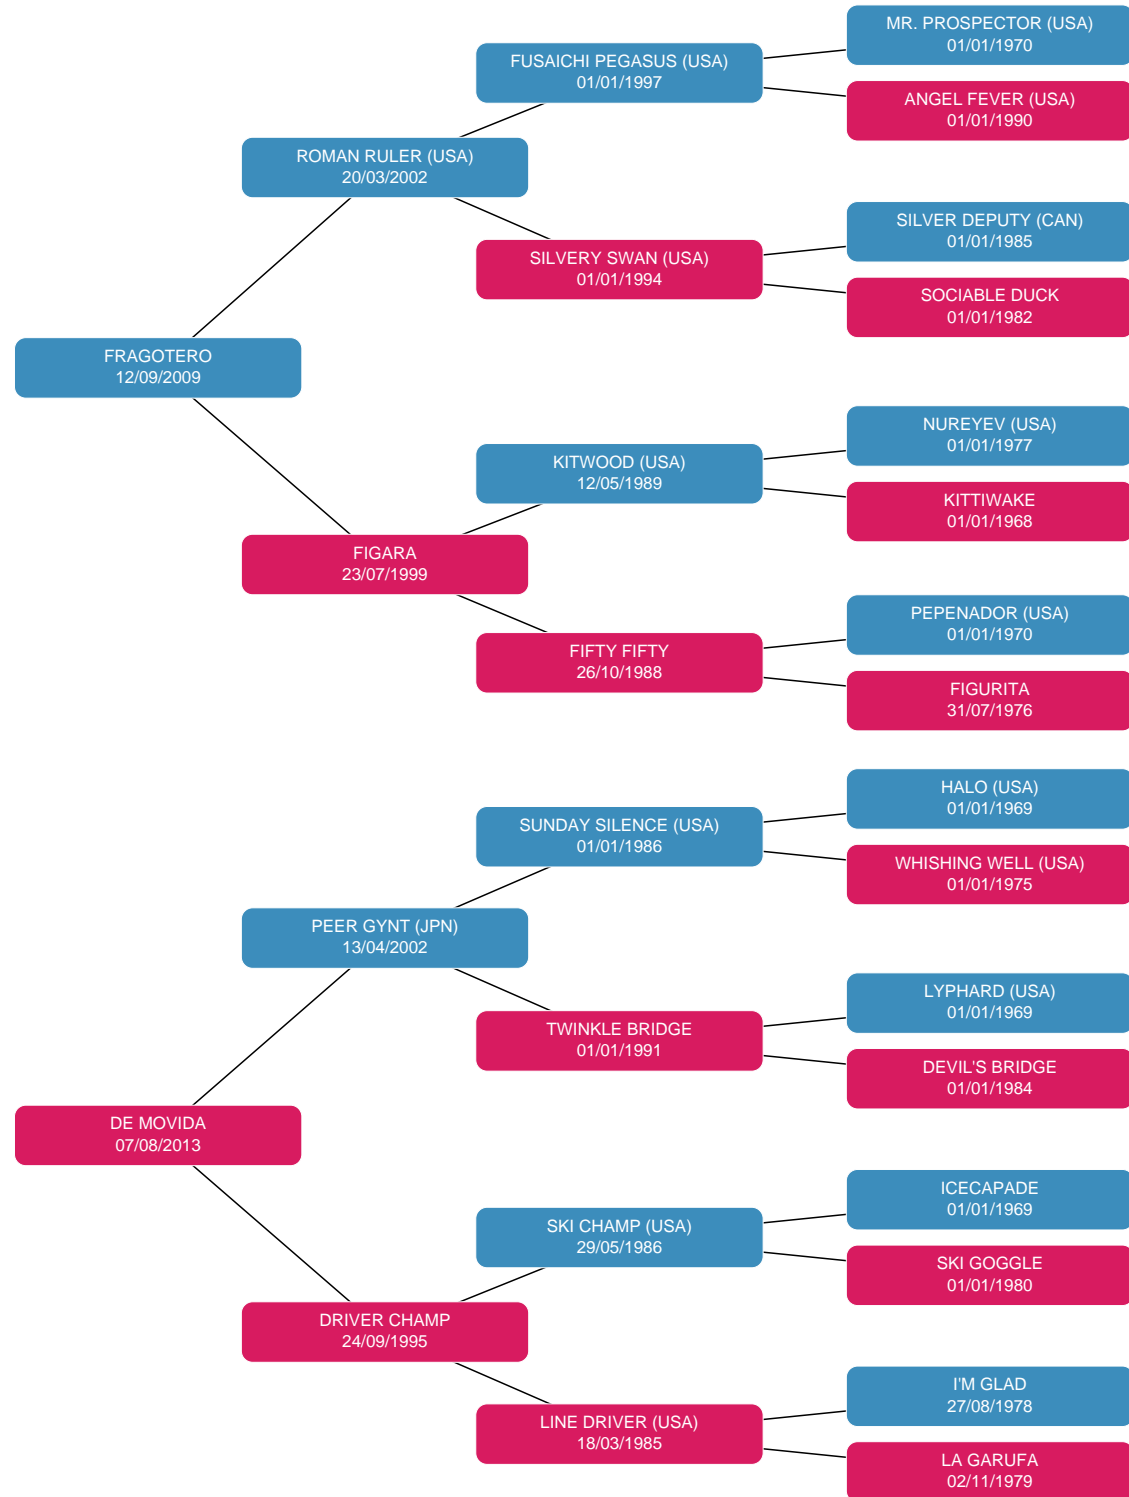 MR. PROSPECTOR (USA)
01/01/1970
FUSAICHI PEGASUS (USA)
01/01/1997
ANGEL FEVER (USA)
01/01/1990
ROMAN RULER (USA)
20/03/2002
SILVER DEPUTY (CAN)
01/01/1985
SILVERY SWAN (USA)
01/01/1994
SOCIABLE DUCK
01/01/1982
FRAGOTERO
12/09/2009
NUREYEV (USA)
01/01/1977
KITWOOD (USA)
12/05/1989
KITTIWAKE
01/01/1968
FIGARA
23/07/1999
PEPENADOR (USA)
01/01/1970
FIFTY FIFTY
26/10/1988
FIGURITA
31/07/1976
HALO (USA)
01/01/1969
SUNDAY SILENCE (USA)
01/01/1986
WHISHING WELL (USA)
01/01/1975
PEER GYNT (JPN)
13/04/2002
LYPHARD (USA)
01/01/1969
TWINKLE BRIDGE
01/01/1991
DEVIL'S BRIDGE
01/01/1984
DE MOVIDA
07/08/2013
ICECAPADE
01/01/1969
SKI CHAMP (USA)
29/05/1986
SKI GOGGLE
01/01/1980
DRIVER CHAMP
24/09/1995
I'M GLAD
27/08/1978
LINE DRIVER (USA)
18/03/1985
LA GARUFA
02/11/1979